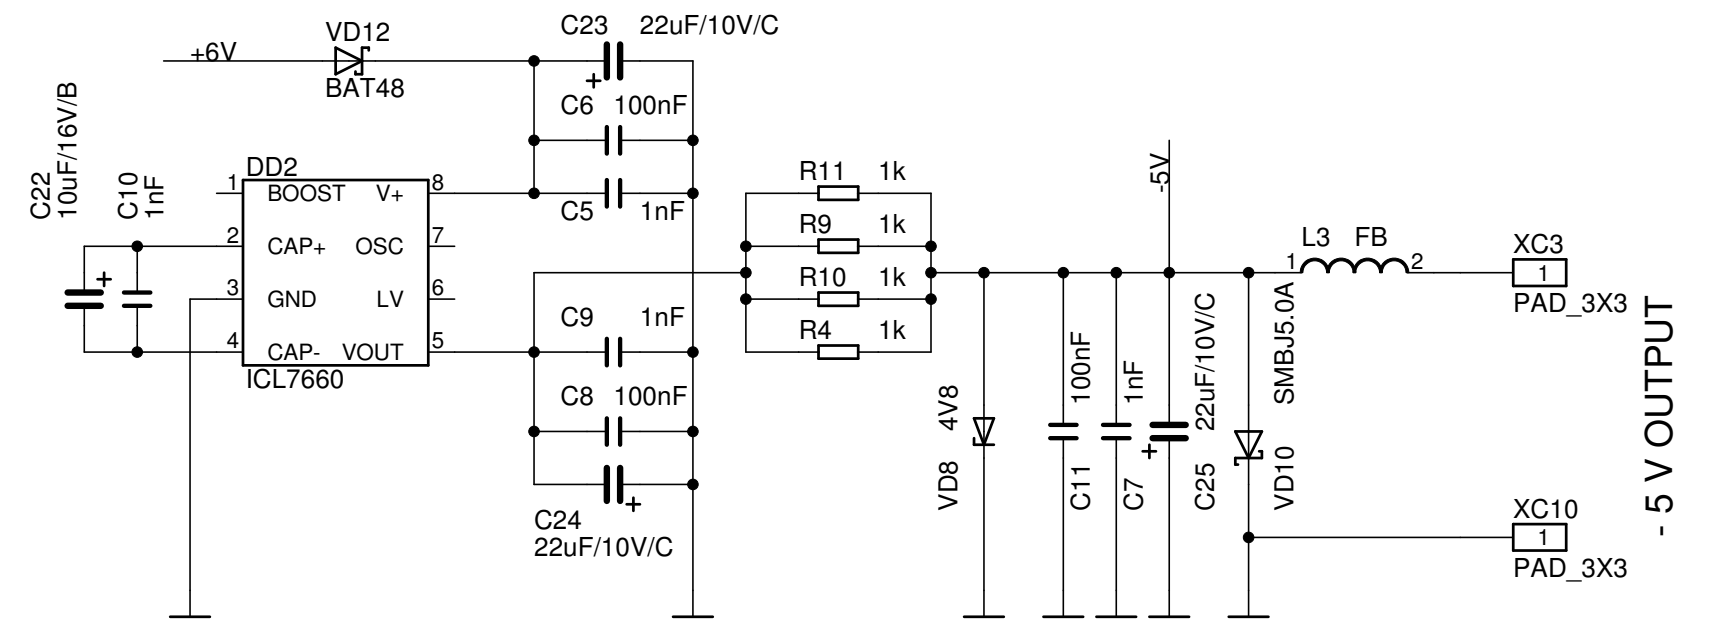 +6V
VD12
BAT48
C23 22uF/10V/C
+
C6 100nF
C5 1nF
C22
10uF/16V/B
+
C10
1nF
DD2
1 BOOST V+ 8
2 CAP+ OSC 7
3 GND LV 6
4 CAP- VOUT 5
ICL7660
C9 1nF
C8 100nF
+
C24
22uF/10V/C
R11 1k
R9 1k
R10 1k
R4 1k
VD8 4V8
C11 100nF
C7 1nF
-5V
+
C25 22uF/10V/C
VD10 SMBJ5.0A
L3 FB
1 2
XC3
1
PAD_3X3
XC10
1
PAD_3X3
- 5 V OUTPUT